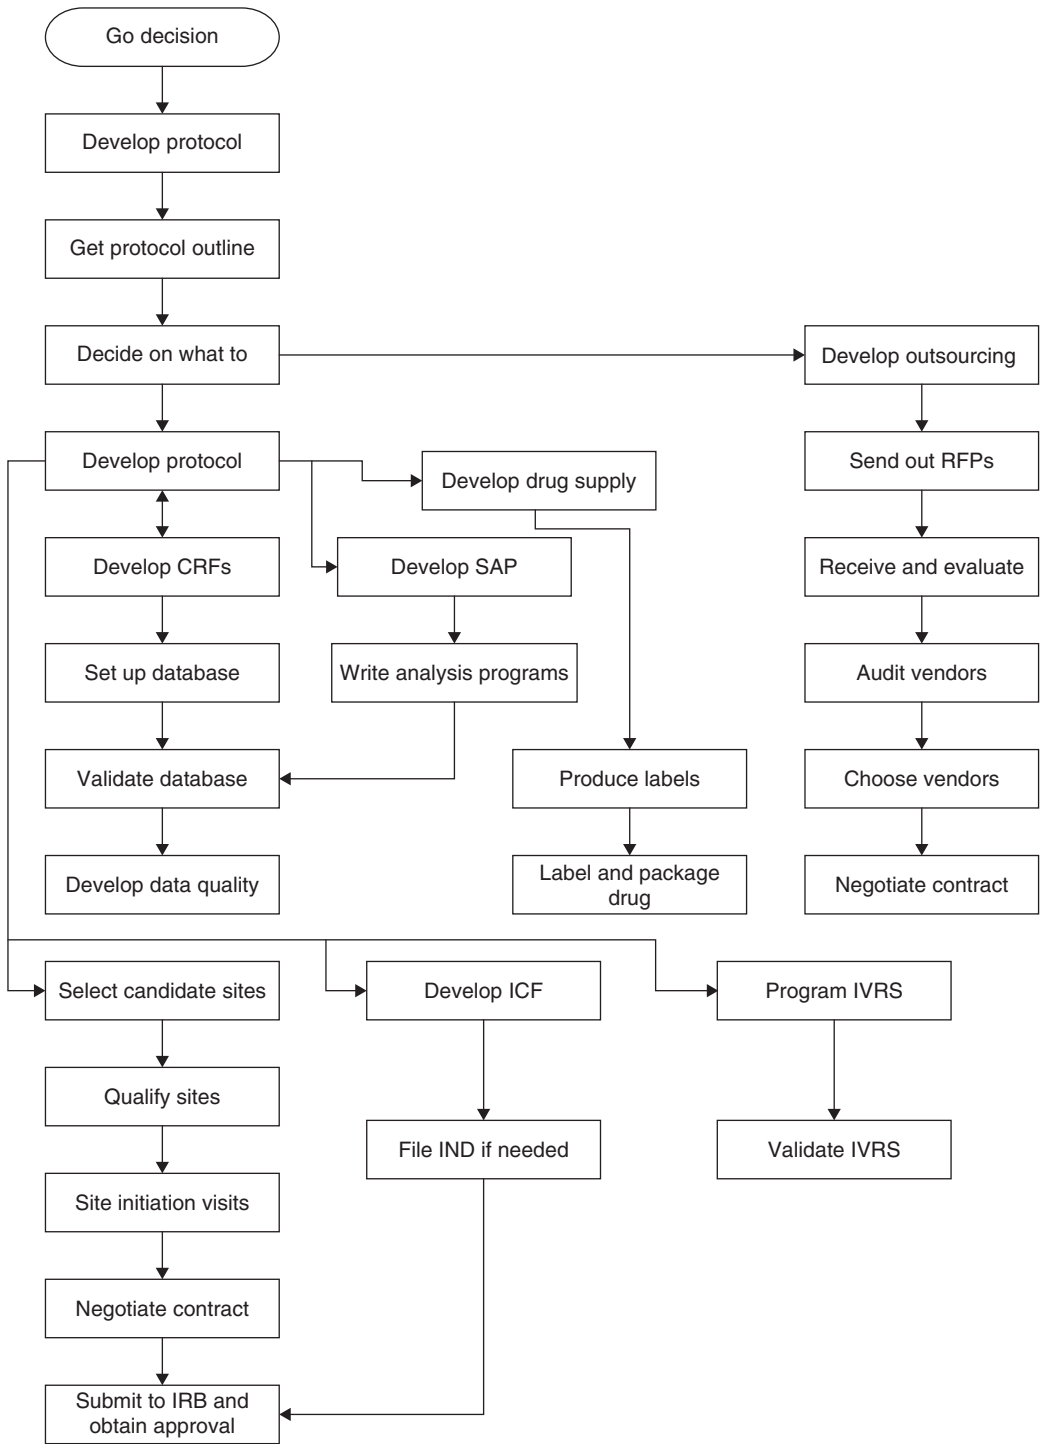 Go decision
Develop protocol
Get protocol outline
Decide on what to
Develop outsourcing
Develop protocol
Develop drug supply
Send out RFPs
Develop CRFs
Develop SAP
Receive and evaluate
Set up database
Write analysis programs
Audit vendors
Validate database
Produce labels
Choose vendors
Develop data quality
Label and package
drug
Negotiate contract
Select candidate sites
Develop ICF
Program IVRS
Qualify sites
File IND if needed
Validate IVRS
Site initiation visits
Negotiate contract
Submit to IRB and
obtain approval